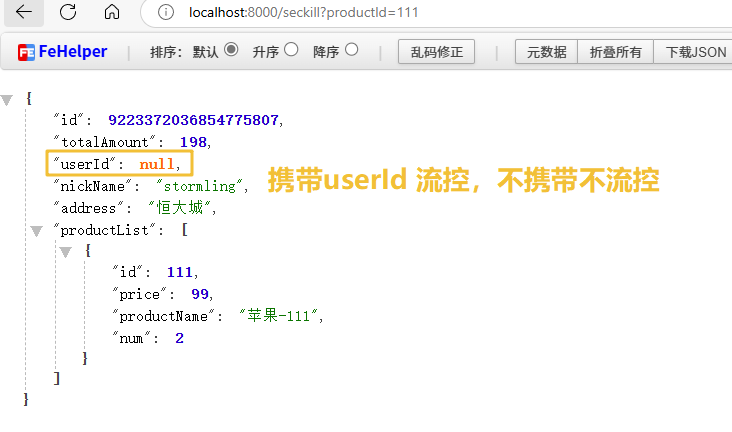 localhost:8000/seckill?productId=111
FeHelper 排序： 默认 升序 降序 乱码修正 元数据 折叠所有 下载JSON
{
"id": 9223372036854775807,
"totalAmount": 198,
"userId": null,
"nickName": "stormling",
"address": "恒大城",
"productList": [
{
"id": 111,
"price": 99,
"productName": "苹果-111",
"num": 2
}
]
}
携带userId 流控，不携带不流控